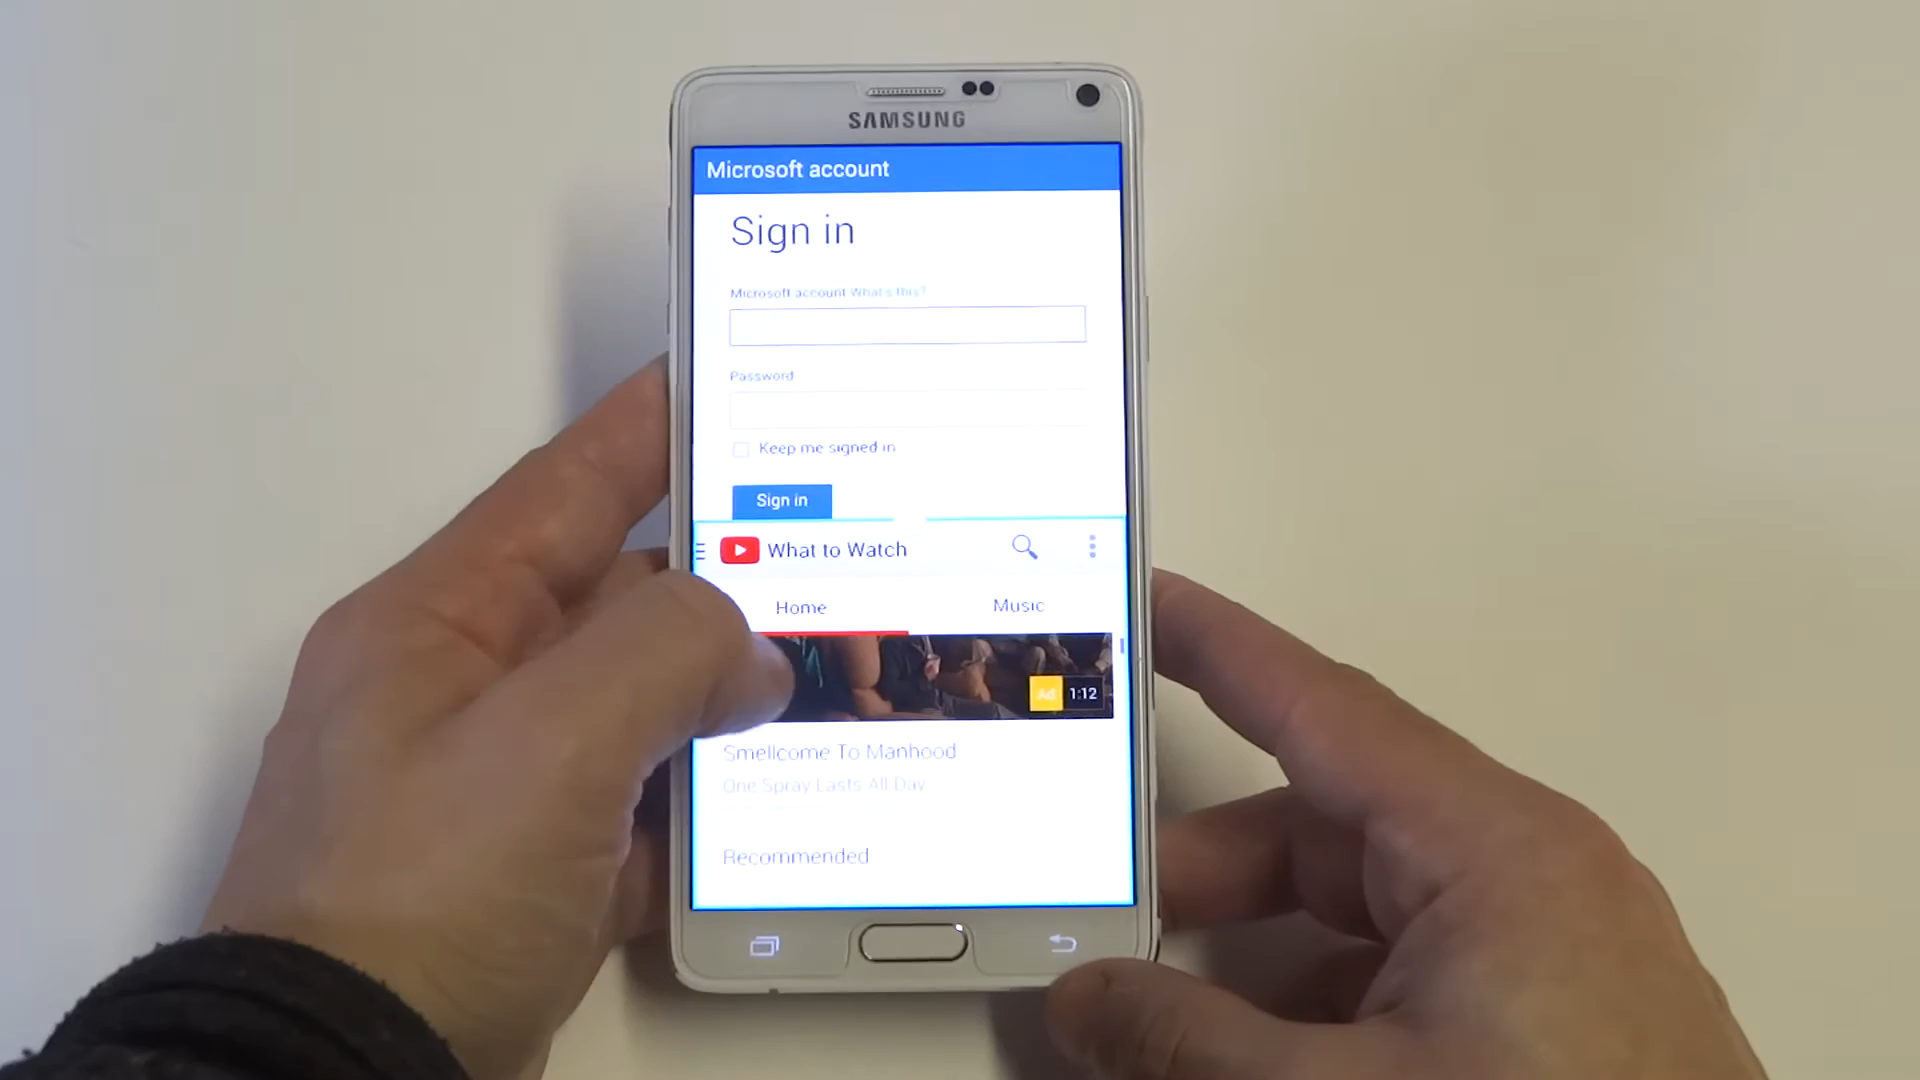 SAMSUNG
Microsoft account
Sign in
Microsoft account What's this?
Password
Keep me signed in
Sign in
What to Watch
Home Music
Ad 1:12
Smellcome To Manhood
One Spray Lasts All Day
Recommended